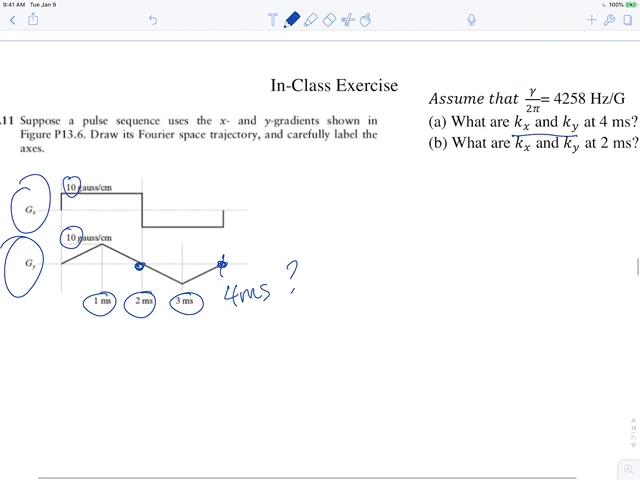 9:41 AM Tue Jan 9
100%
In-Class Exercise
.11 Suppose a pulse sequence uses the x- and y-gradients shown in
Figure P13.6. Draw its Fourier space trajectory, and carefully label the
axes.
Assume that γ/2π = 4258 Hz/G
(a) What are kx and ky at 4 ms?
(b) What are kx and ky at 2 ms?
10 gauss/cm
Gx
10 gauss/cm
Gy
1 ms 2 ms 3 ms 4ms ?